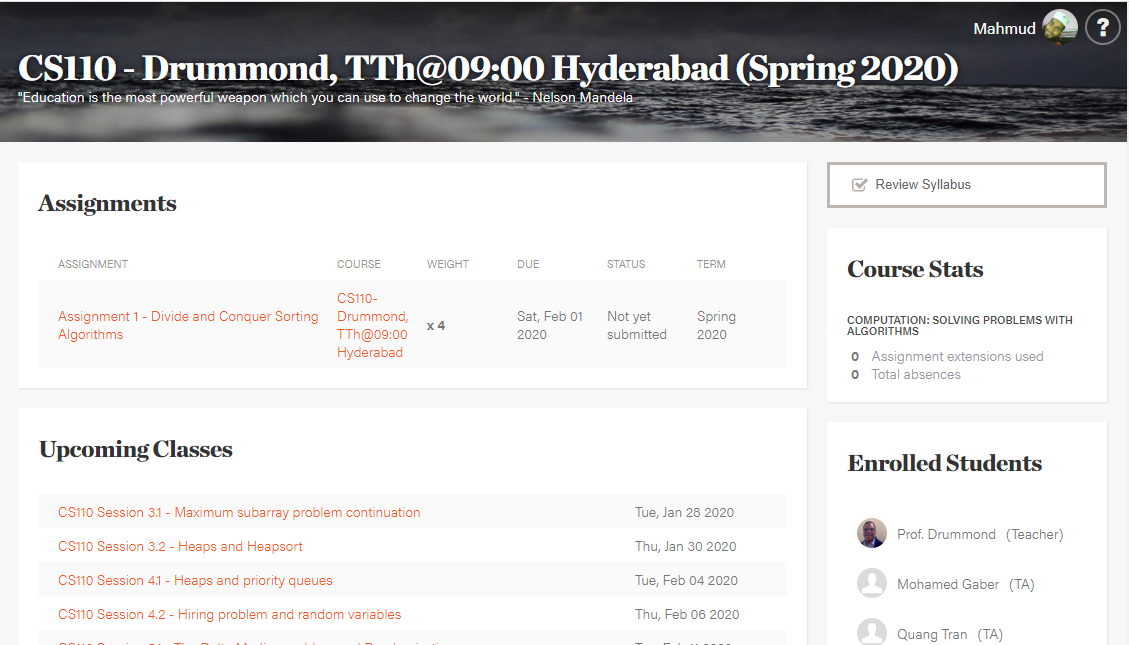 Mahmud
?
CS110 - Drummond, TTh@09:00 Hyderabad (Spring 2020)
"Education is the most powerful weapon which you can use to change the world." - Nelson Mandela
Assignments
ASSIGNMENT COURSE WEIGHT DUE STATUS TERM
Assignment 1 - Divide and Conquer Sorting
Algorithms
CS110-
Drummond,
TTh@09:00
Hyderabad
x 4
Sat, Feb 01
2020
Not yet
submitted
Spring
2020
Upcoming Classes
CS110 Session 3.1 - Maximum subarray problem continuation Tue, Jan 28 2020
CS110 Session 3.2 - Heaps and Heapsort Thu, Jan 30 2020
CS110 Session 4.1 - Heaps and priority queues Tue, Feb 04 2020
CS110 Session 4.2 - Hiring problem and random variables Thu, Feb 06 2020
Review Syllabus
Course Stats
COMPUTATION: SOLVING PROBLEMS WITH
ALGORITHMS
0 Assignment extensions used
0 Total absences
Enrolled Students
Prof. Drummond (Teacher)
Mohamed Gaber (TA)
Quang Tran (TA)